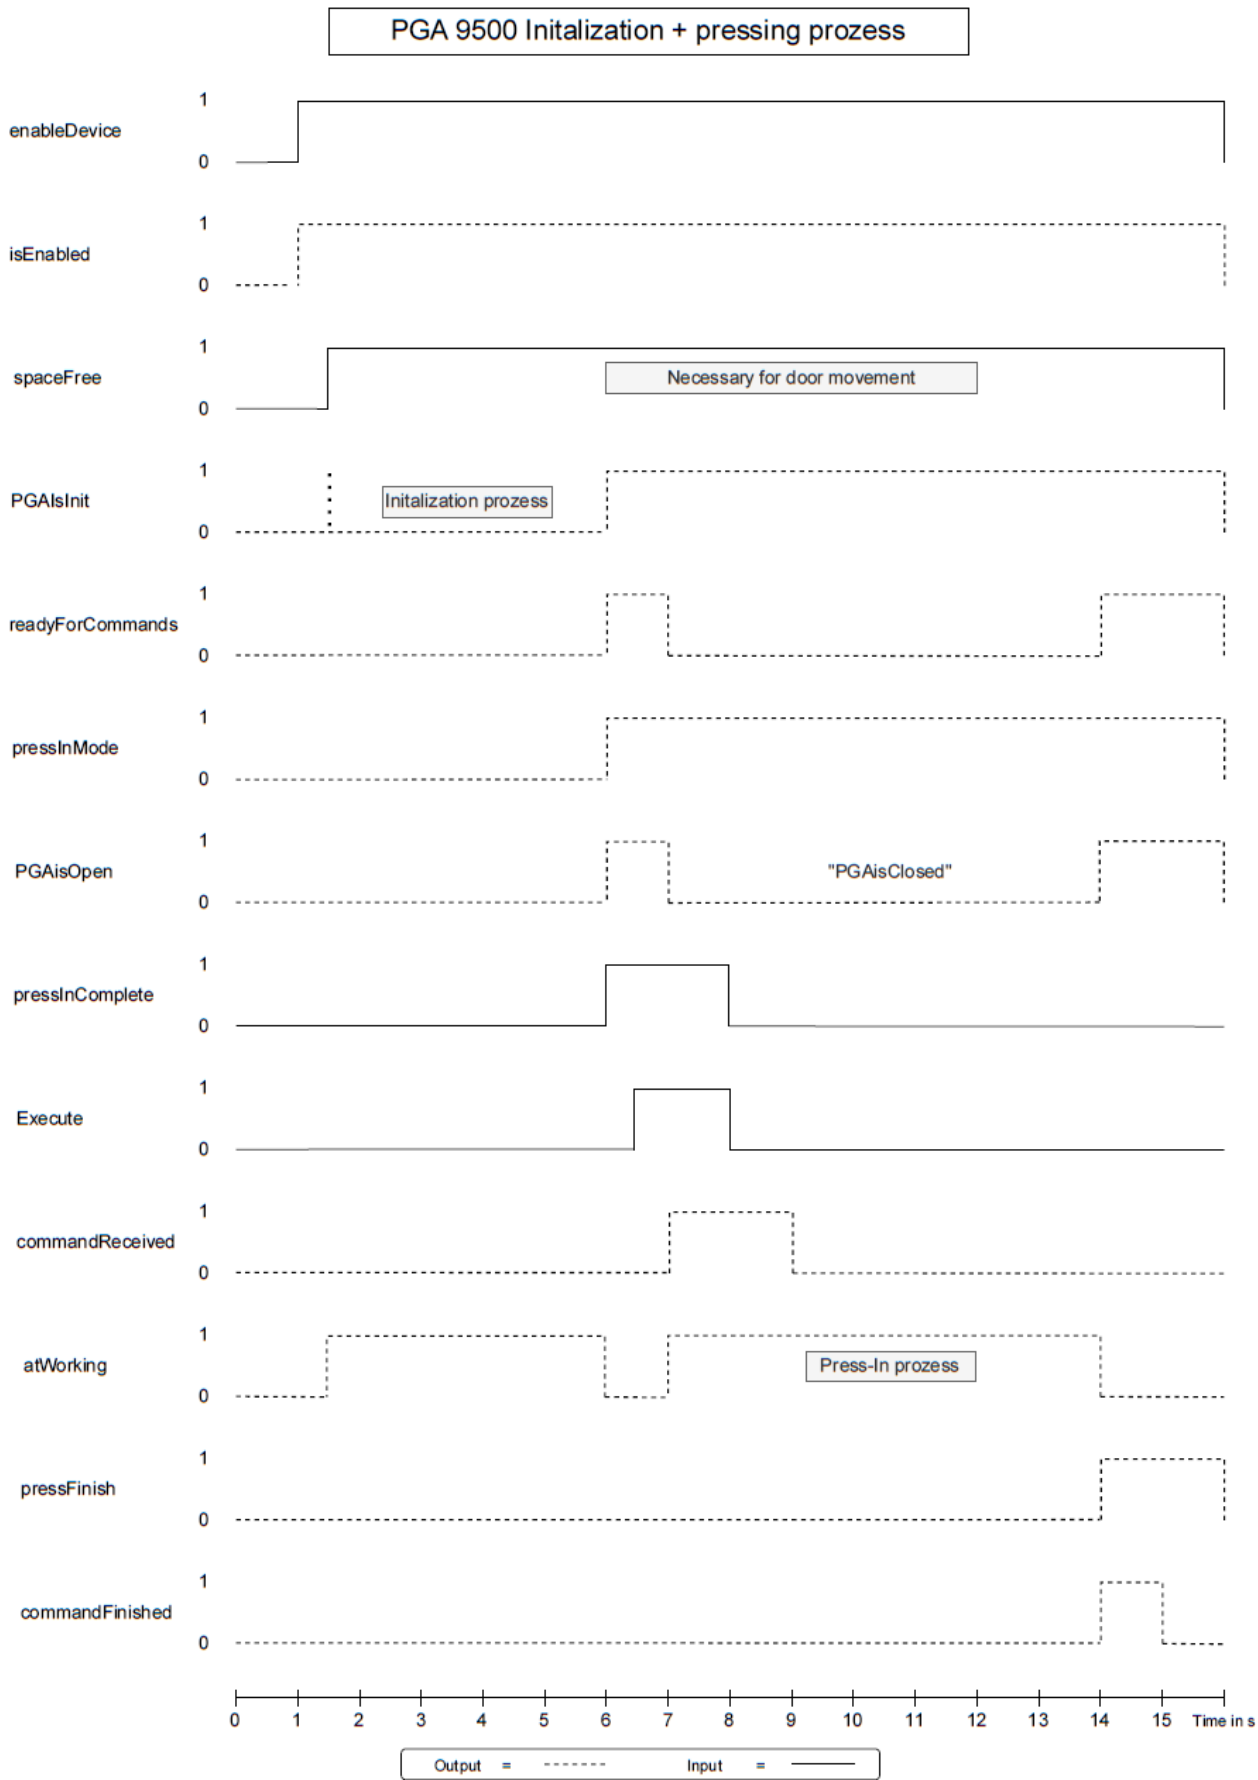 PGA 9500 Initalization + pressing prozess
1
enableDevice
0
1
isEnabled
0
1
spaceFree
Necessary for door movement
0
1
PGAIsInit
Initalization prozess
0
1
readyForCommands
0
1
pressInMode
0
1
PGAisOpen
"PGAisClosed"
0
1
pressInComplete
0
1
Execute
0
1
commandReceived
0
1
atWorking
Press-In prozess
0
1
pressFinish
0
1
commandFinished
0
0 1 2 3 4 5 6 7 8 9 10 11 12 13 14 15 Time in s
Output = Input =